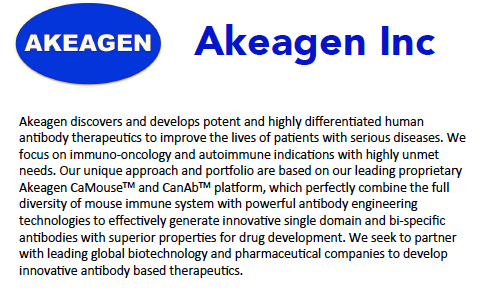 AKEAGEN
Akeagen Inc
Akeagen discovers and develops potent and highly differentiated human
antibody therapeutics to improve the lives of patients with serious diseases. We
focus on immuno-oncology and autoimmune indications with highly unmet
needs. Our unique approach and portfolio are based on our leading proprietary
Akeagen CaMouse™ and CanAb™ platform, which perfectly combine the full
diversity of mouse immune system with powerful antibody engineering
technologies to effectively generate innovative single domain and bi-specific
antibodies with superior properties for drug development. We seek to partner
with leading global biotechnology and pharmaceutical companies to develop
innovative antibody based therapeutics.